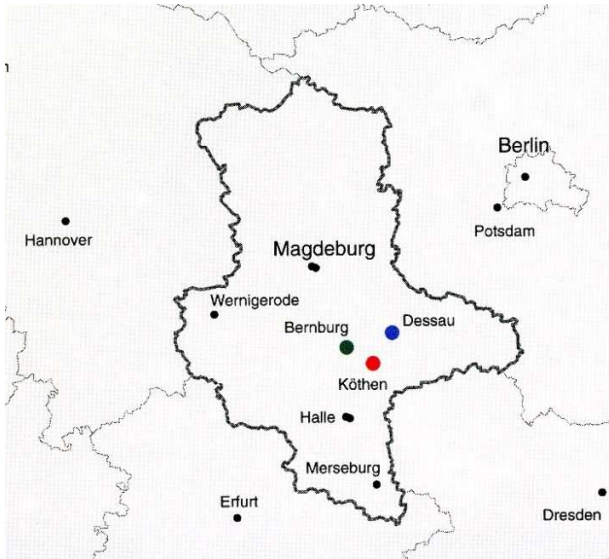 Berlin
Hannover
Potsdam
Magdeburg
Wernigerode
Dessau
Bernburg
Köthen
Halle
Merseburg
Erfurt
Dresden